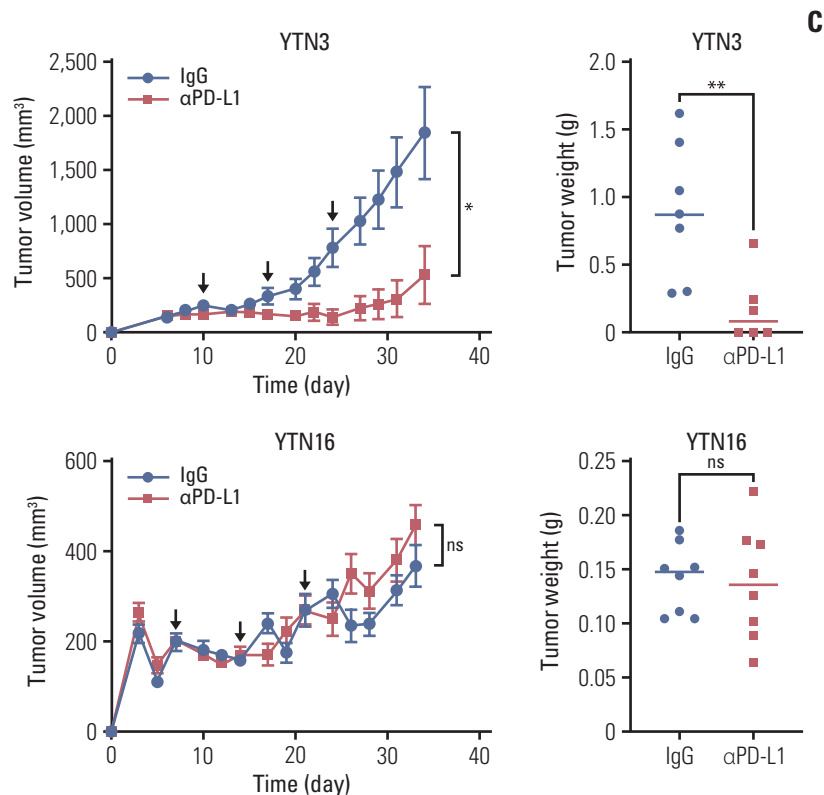 C
YTN3
2,500
2,000
1,500
1,000
500
0
Tumor volume (mm³)
IgG
αPD-L1
*
0 10 20 30 40
Time (day)
YTN3
2.0
1.5
1.0
0.5
0
Tumor weight (g)
**
IgG αPD-L1
YTN16
600
400
200
0
Tumor volume (mm³)
IgG
αPD-L1
ns
0 10 20 30 40
Time (day)
YTN16
0.25
0.20
0.15
0.10
0.05
0
Tumor weight (g)
ns
IgG αPD-L1